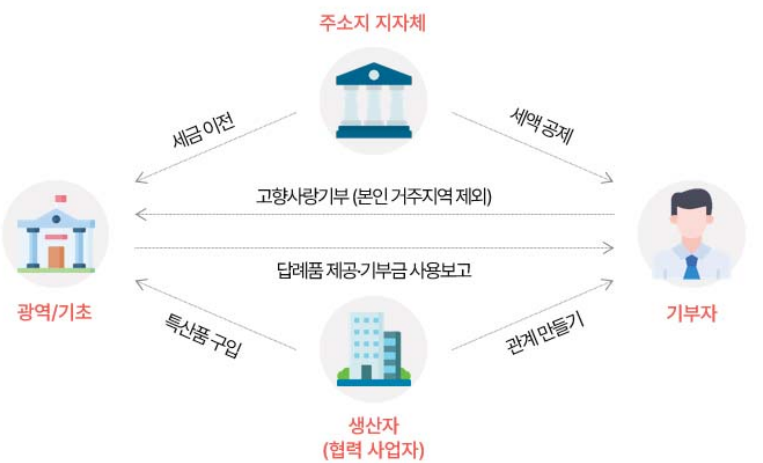 주소지 지자체
세금 이전
세액 공제
고향사랑기부 (본인 거주지역 제외)
답례품 제공·기부금 사용보고
광역/기초
기부자
특산품 구입
관계 만들기
생산자
(협력 사업자)